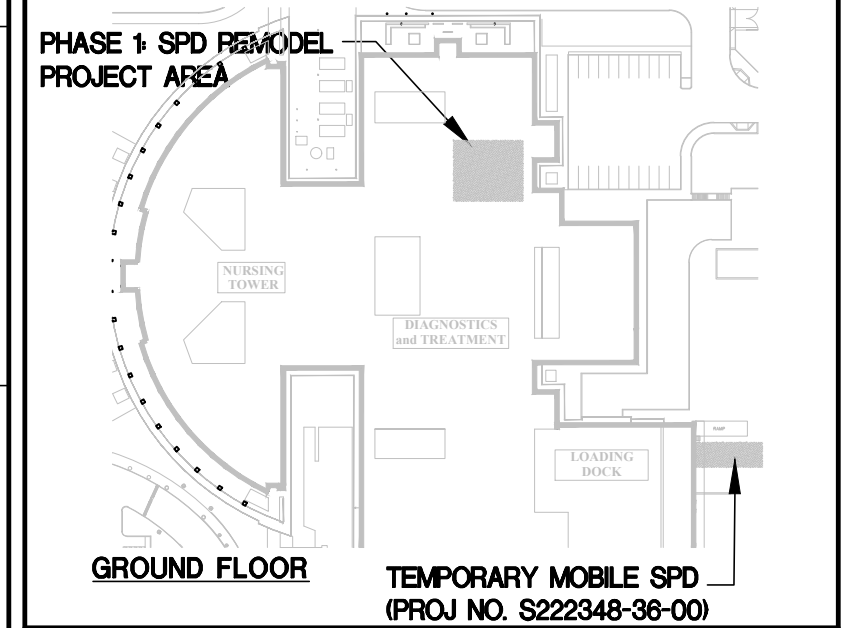 PHASE 1: SPD REMODEL
PROJECT AREA
NURSING
TOWER
DIAGNOSTICS
and TREATMENT
RAMP
LOADING
DOCK
GROUND FLOOR
TEMPORARY MOBILE SPD
(PROJ NO. S222348-36-00)